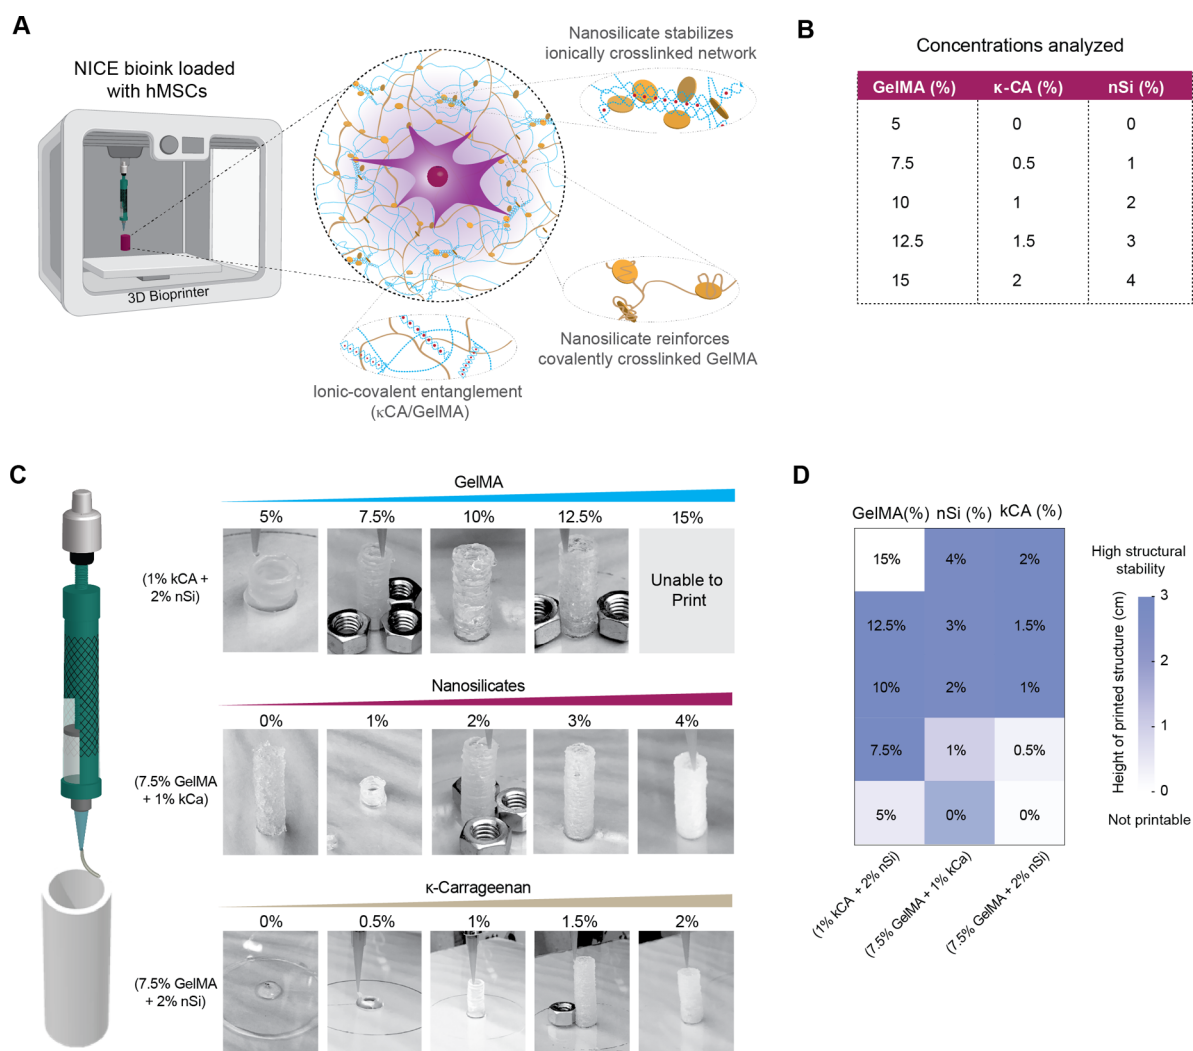 A
NICE bioink loaded
with hMSCs
3D Bioprinter
Nanosilicate stabilizes
ionically crosslinked network
Nanosilicate reinforces
covalently crosslinked GelMA
Ionic-covalent entanglement
(κCA/GelMA)
B
Concentrations analyzed
GelMA (%) κ-CA (%) nSi (%)
5 0 0
7.5 0.5 1
10 1 2
12.5 1.5 3
15 2 4
C
GelMA
5% 7.5% 10% 12.5% 15%
(1% kCA +
2% nSi)
Unable to
Print
Nanosilicates
0% 1% 2% 3% 4%
(7.5% GelMA
+ 1% kCa)
κ-Carrageenan
0% 0.5% 1% 1.5% 2%
(7.5% GelMA
+ 2% nSi)
D
GelMA(%) nSi (%) kCA (%)
15% 4% 2%
12.5% 3% 1.5%
10% 2% 1%
7.5% 1% 0.5%
5% 0% 0%
(1% kCA + 2% nSi)
(7.5% GelMA + 1% kCa)
(7.5% GelMA + 2% nSi)
High structural
stability
Height of printed structure (cm)
3
2
1
0
Not printable